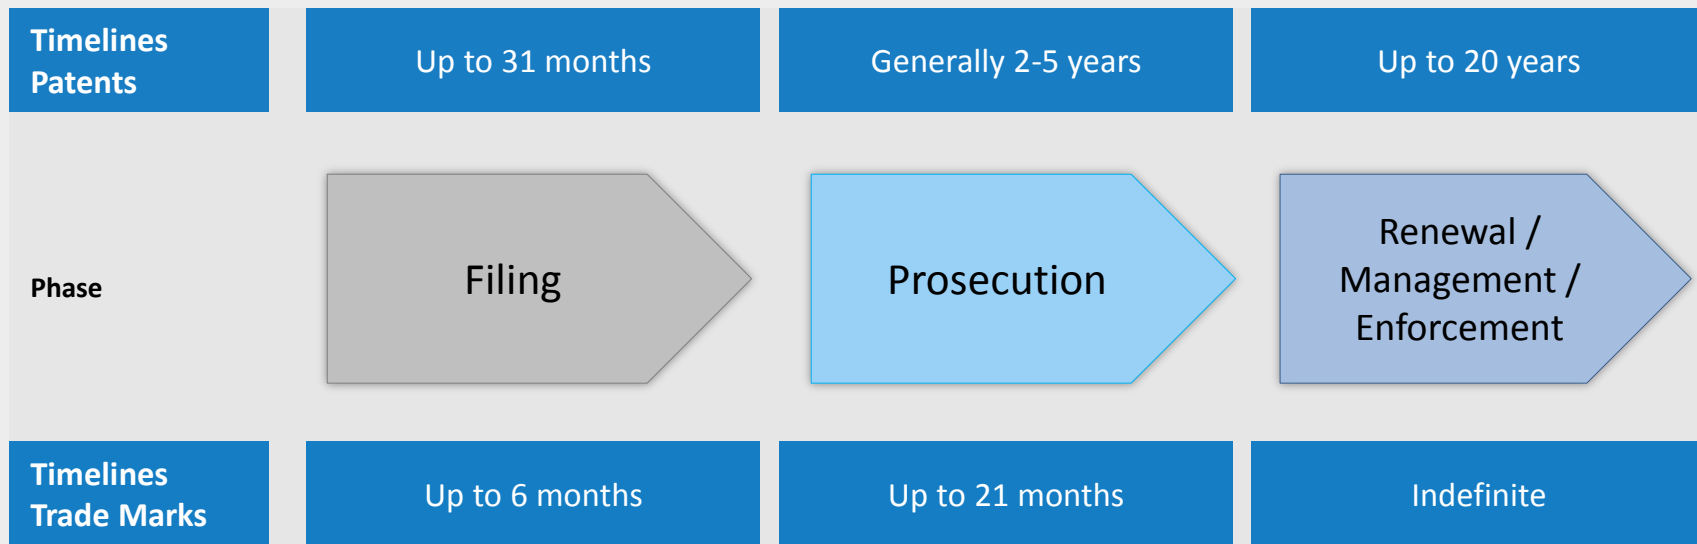 Timelines
Patents
Up to 31 months
Generally 2-5 years
Up to 20 years
Phase
Filing
Prosecution
Renewal /
Management /
Enforcement
Timelines
Trade Marks
Up to 6 months
Up to 21 months
Indefinite